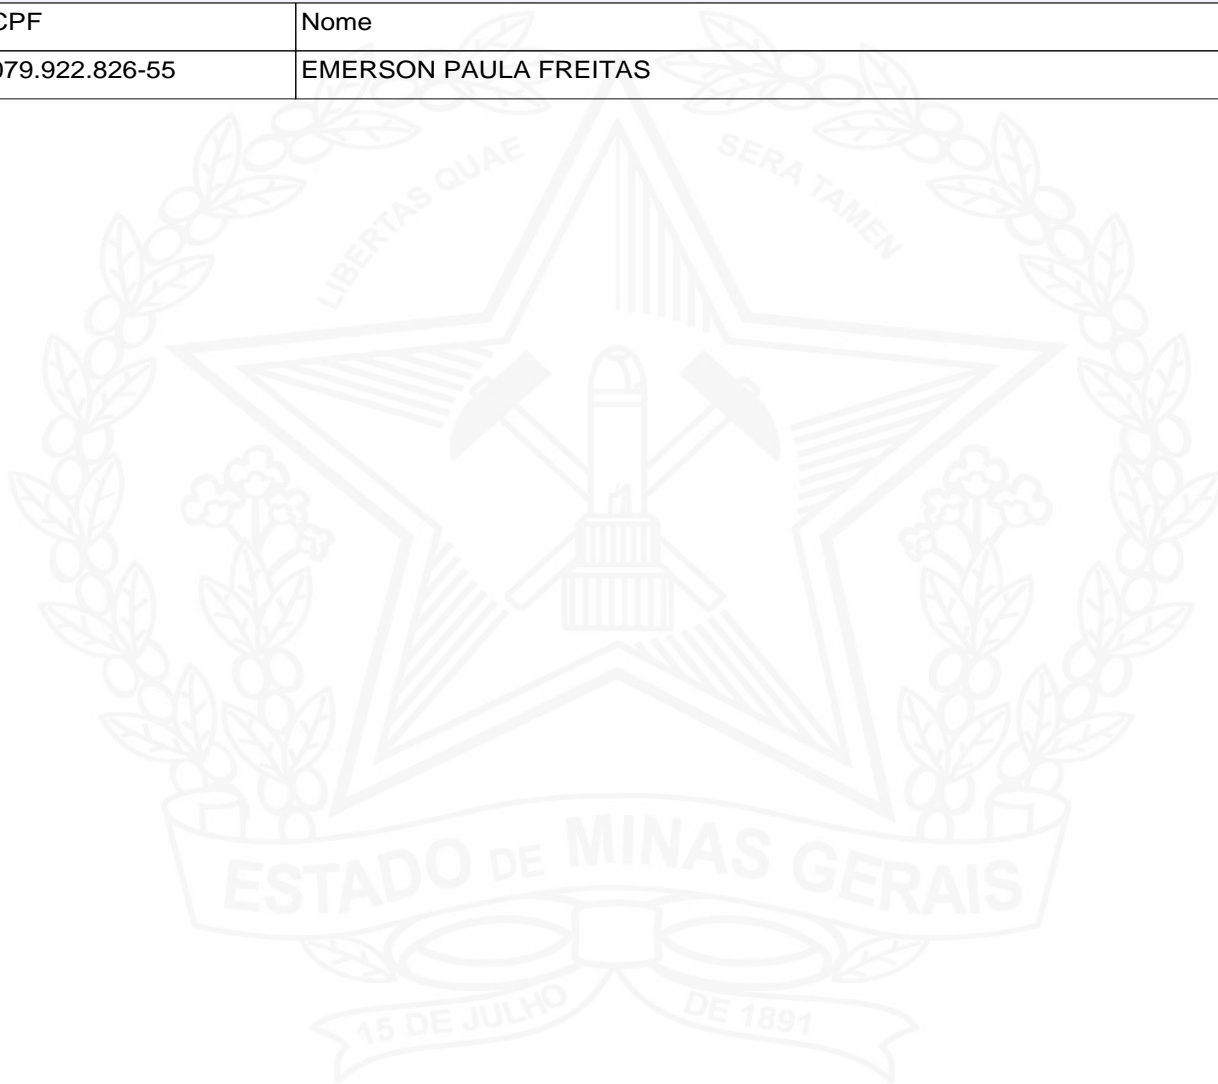 CPF Nome
079.922.826-55 EMERSON PAULA FREITAS
LIBERTAS QUAE SERA TAMEN
ESTADO DE MINAS GERAIS
15 DE JULHO DE 1891